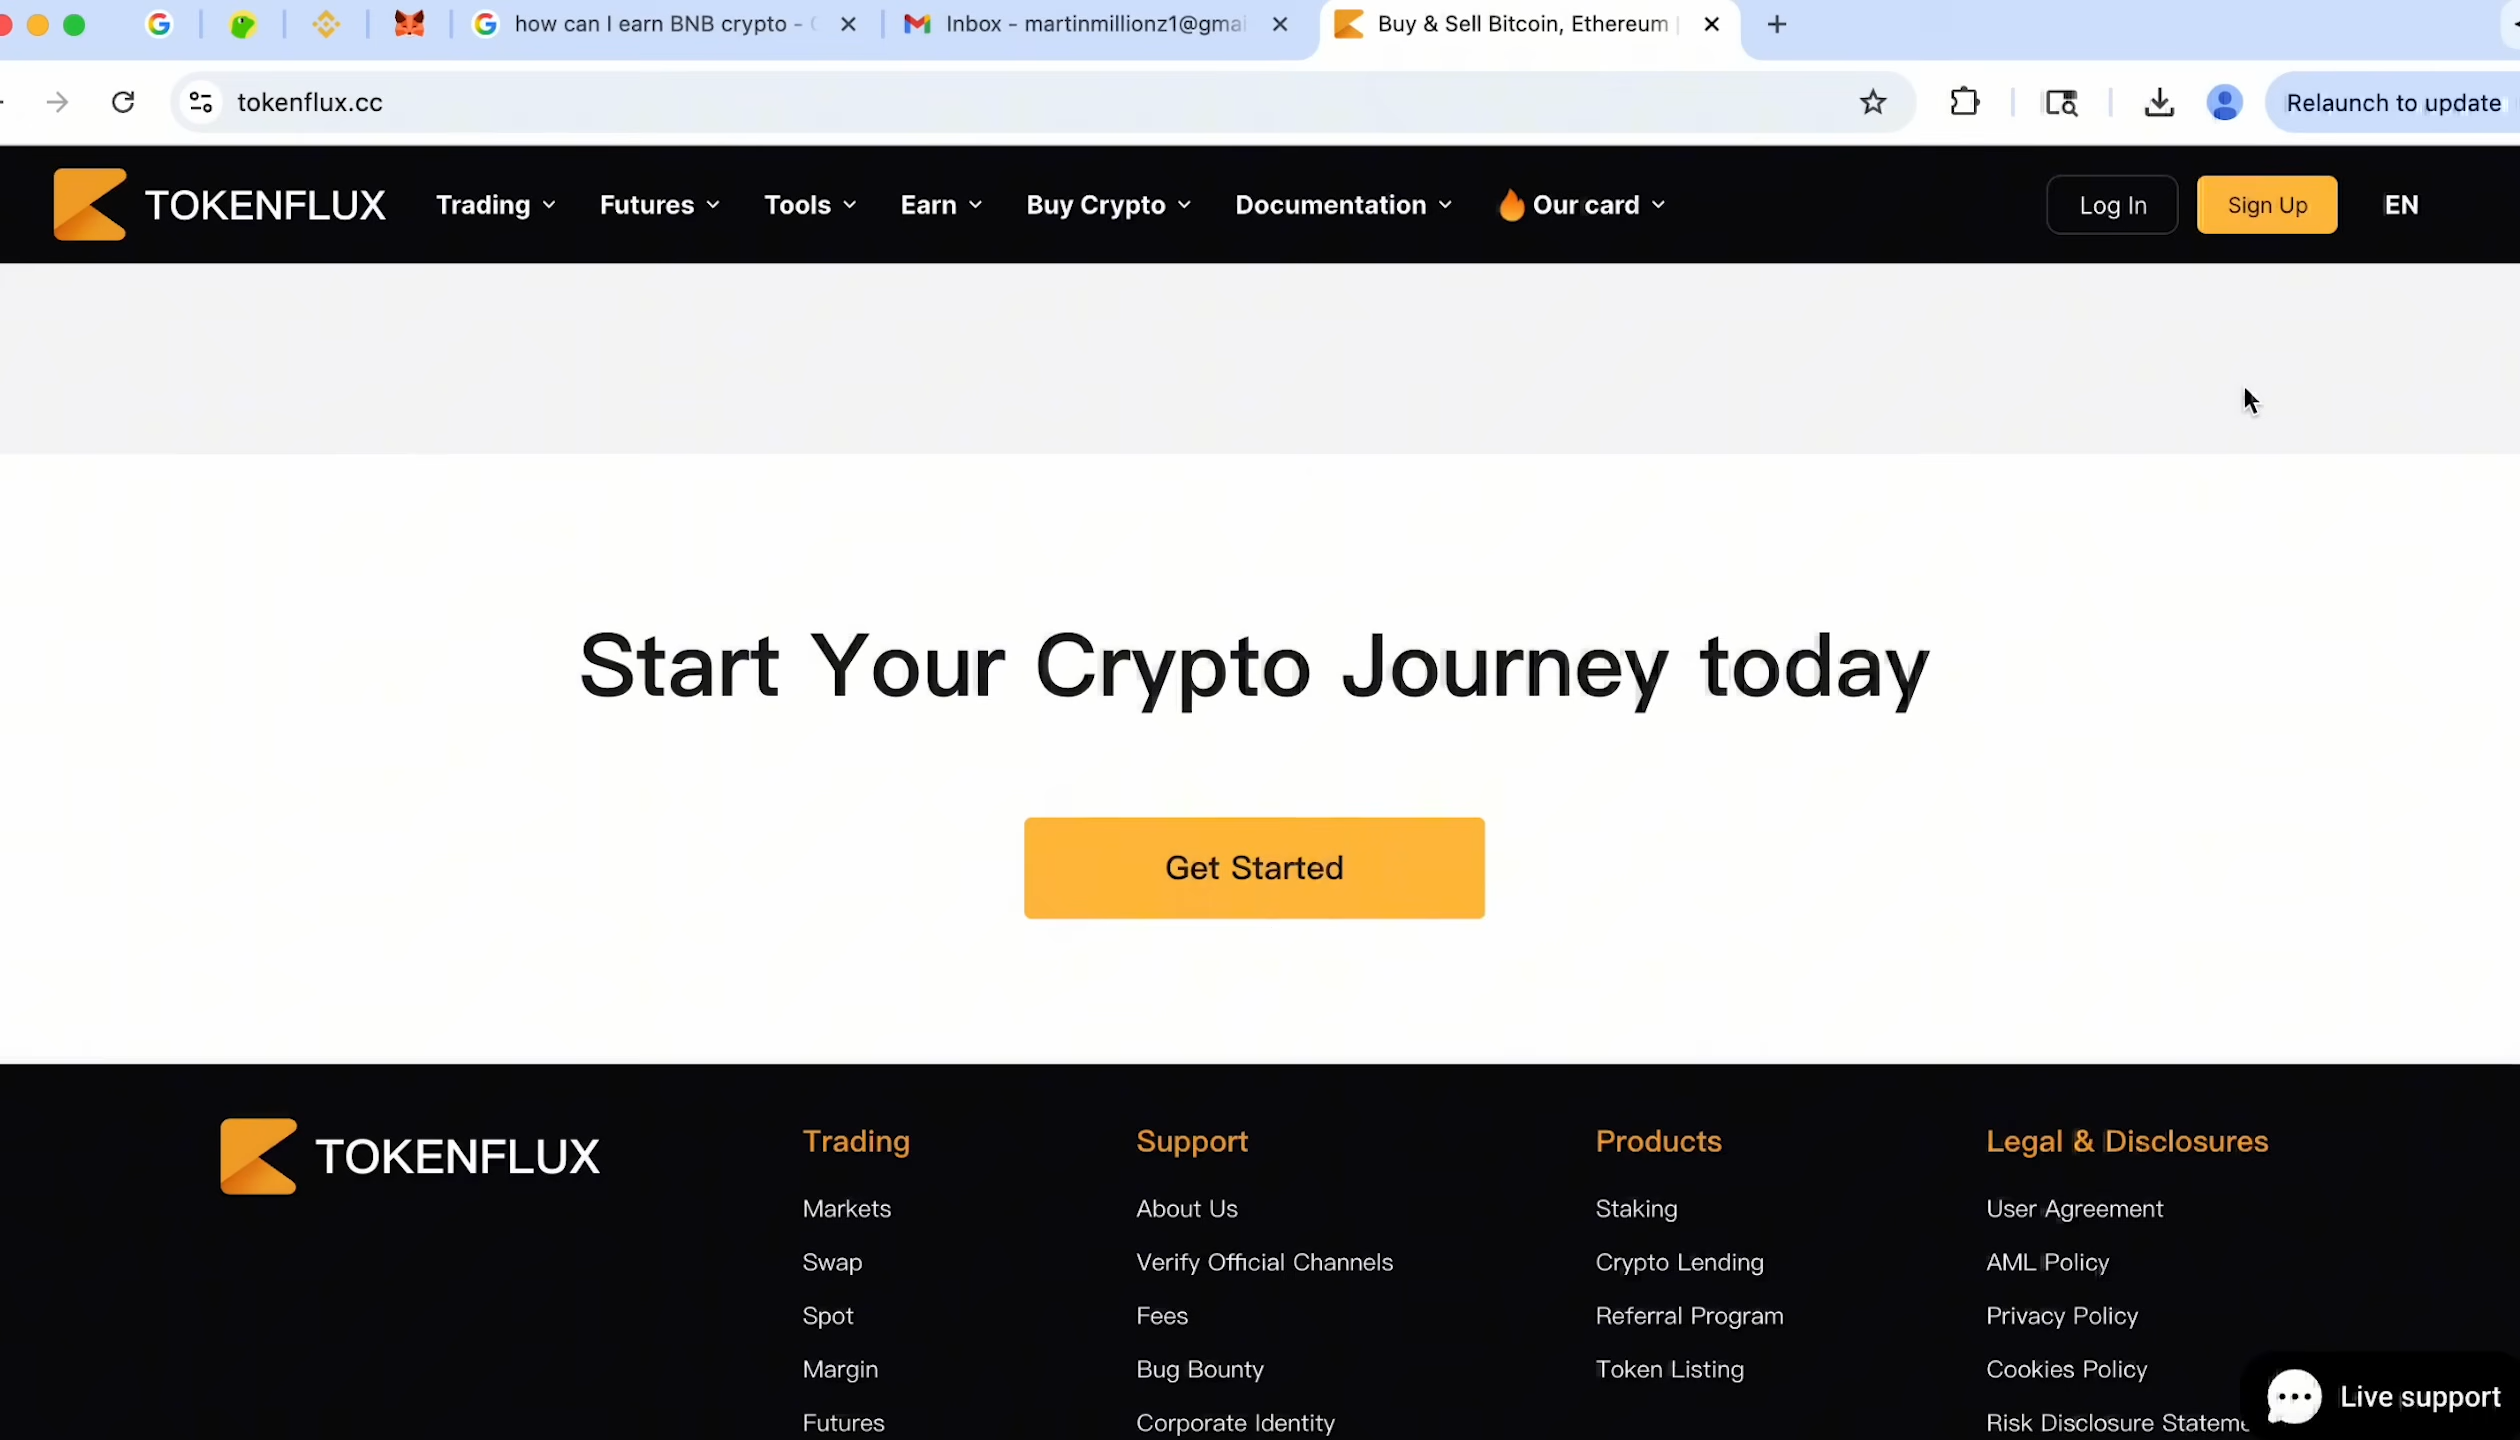 how can I earn BNB crypto -
Inbox - martinmillionz1@gmai
Buy & Sell Bitcoin, Ethereum
tokenflux.cc
Relaunch to update
TOKENFLUX
Trading
Futures
Tools
Earn
Buy Crypto
Documentation
Our card
Log In
Sign Up
EN
Start Your Crypto Journey today
Get Started
TOKENFLUX
Trading
Markets
Swap
Spot
Margin
Futures
Support
About Us
Verify Official Channels
Fees
Bug Bounty
Corporate Identity
Products
Staking
Crypto Lending
Referral Program
Token Listing
Legal & Disclosures
User Agreement
AML Policy
Privacy Policy
Cookies Policy
Risk Disclosure Stateme
Live support